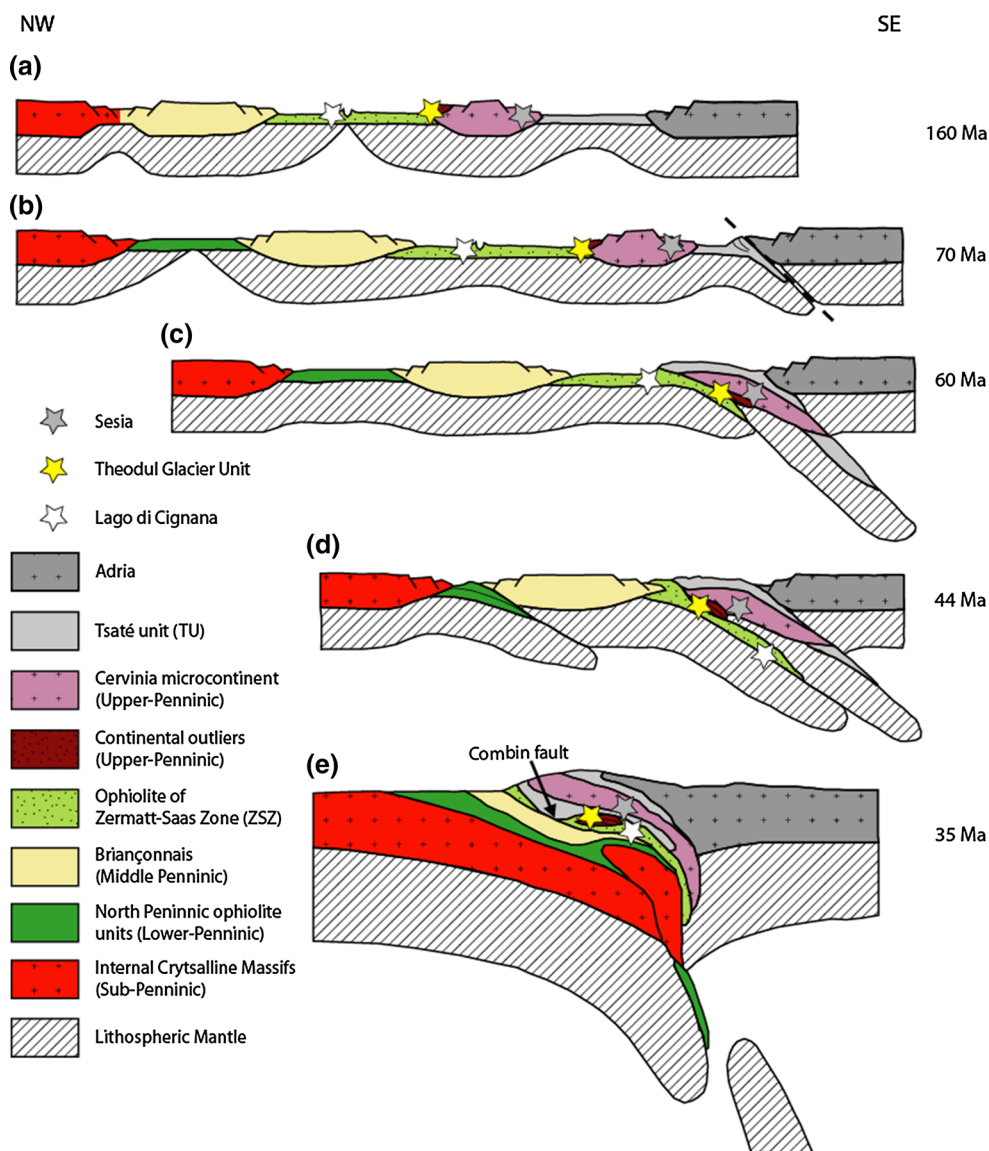 NW
SE
(a)
160 Ma
(b)
70 Ma
(c)
60 Ma
Sesia
Theodul Glacier Unit
Lago di Cignana
(d)
Adria
44 Ma
Tsaté unit (TU)
Cervinia microcontinent
(Upper-Penninic)
Continental outliers
(Upper-Penninic)
Combin fault
(e)
Ophiolite of
Zermatt-Saas Zone (ZSZ)
35 Ma
Briançonnais
(Middle Penninic)
North Peninnic ophiolite
units (Lower-Penninic)
Internal Crytsalline Massifs
(Sub-Penninic)
Lithospheric Mantle